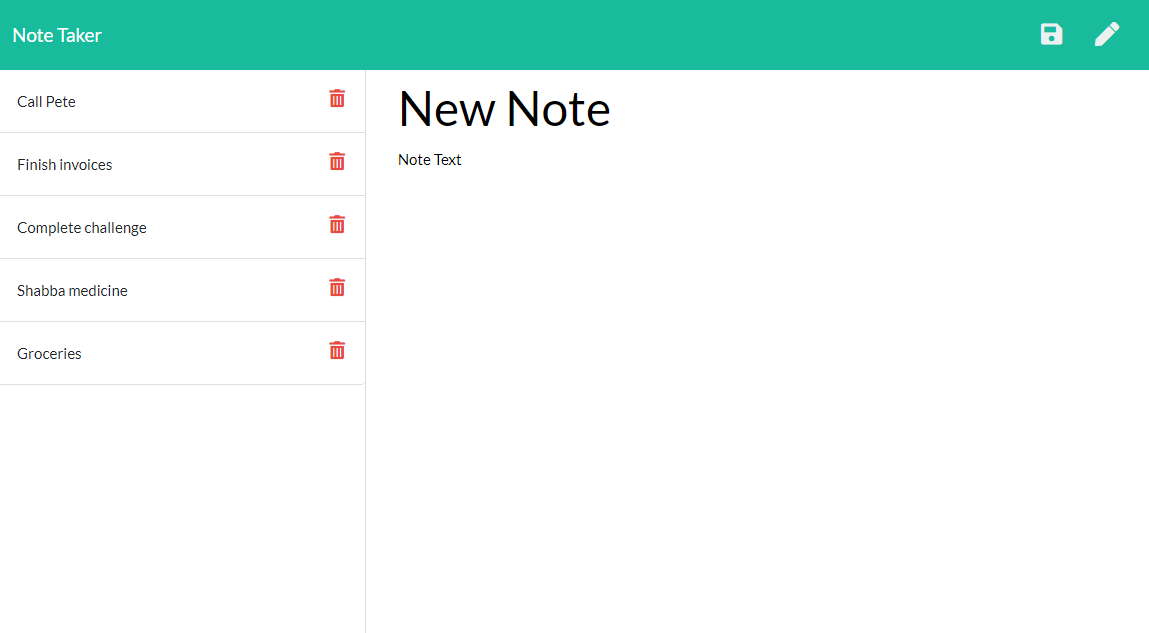 Note Taker
Call Pete
Finish invoices
Complete challenge
Shabba medicine
Groceries
New Note
Note Text